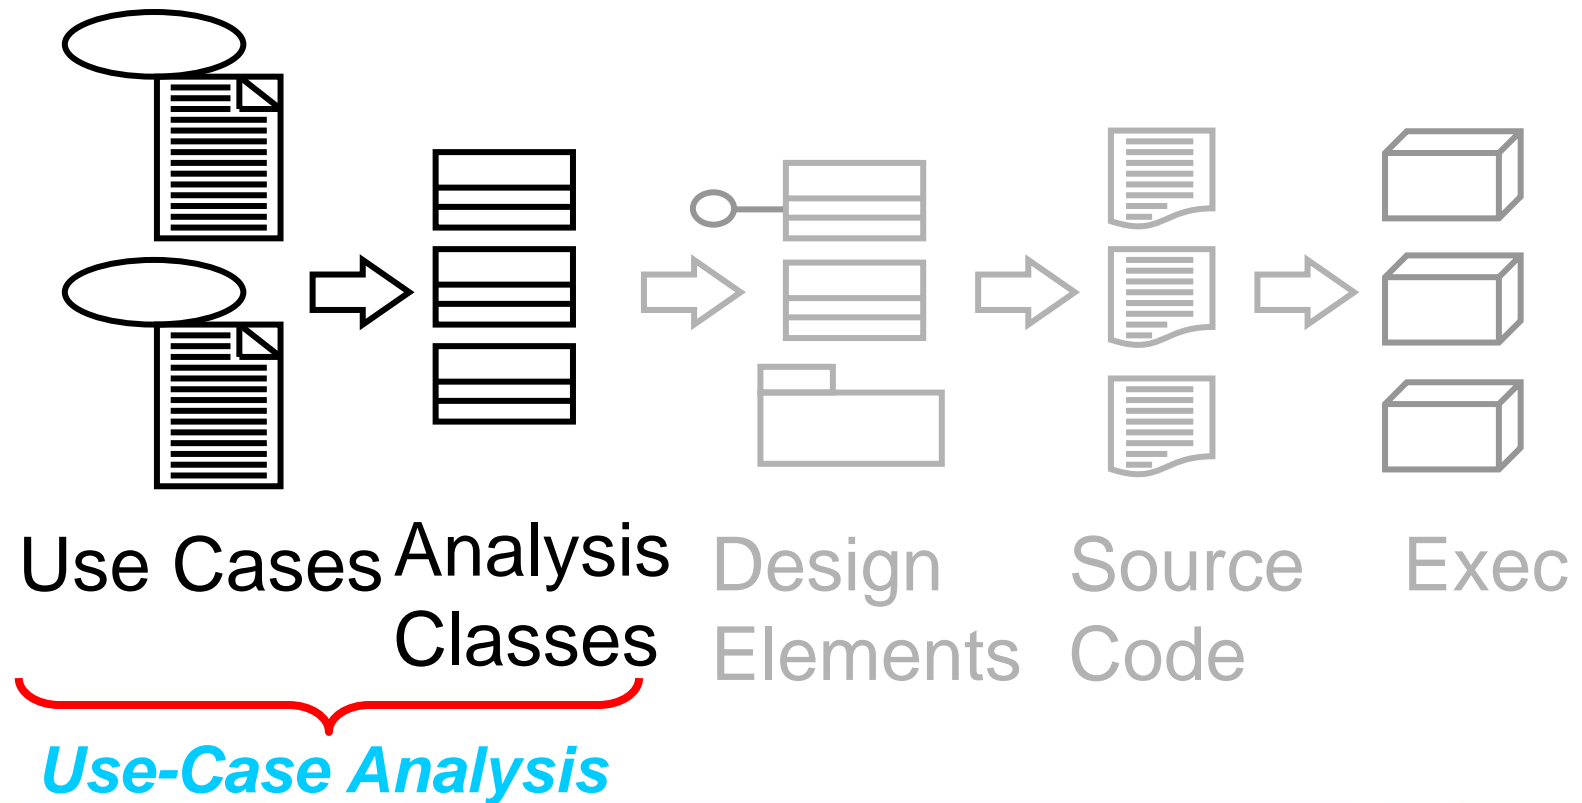 Use Cases
Analysis
Classes
Design
Elements
Source
Code
Exec
Use-Case Analysis